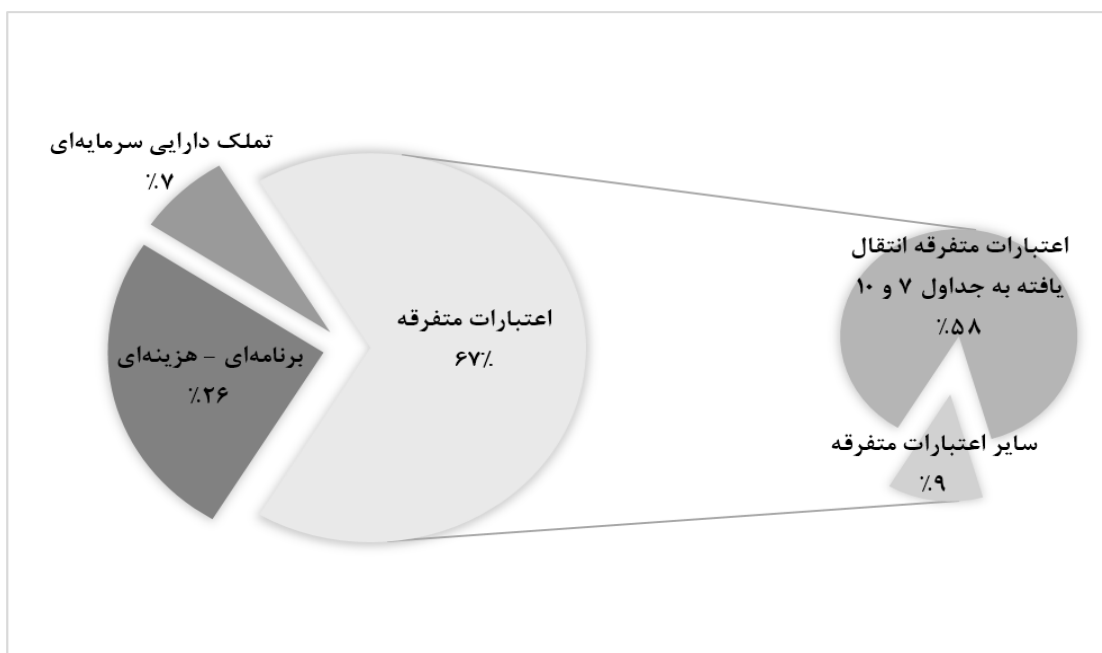 تملک دارایی سرمایه‌ای
٪۷
برنامه‌ای - هزینه‌ای
٪۲۶
اعتبارات متفرقه
۶۷٪
اعتبارات متفرقه انتقال
یافته به جداول ۷ و ۱۰
٪۵۸
سایر اعتبارات متفرقه
٪۹